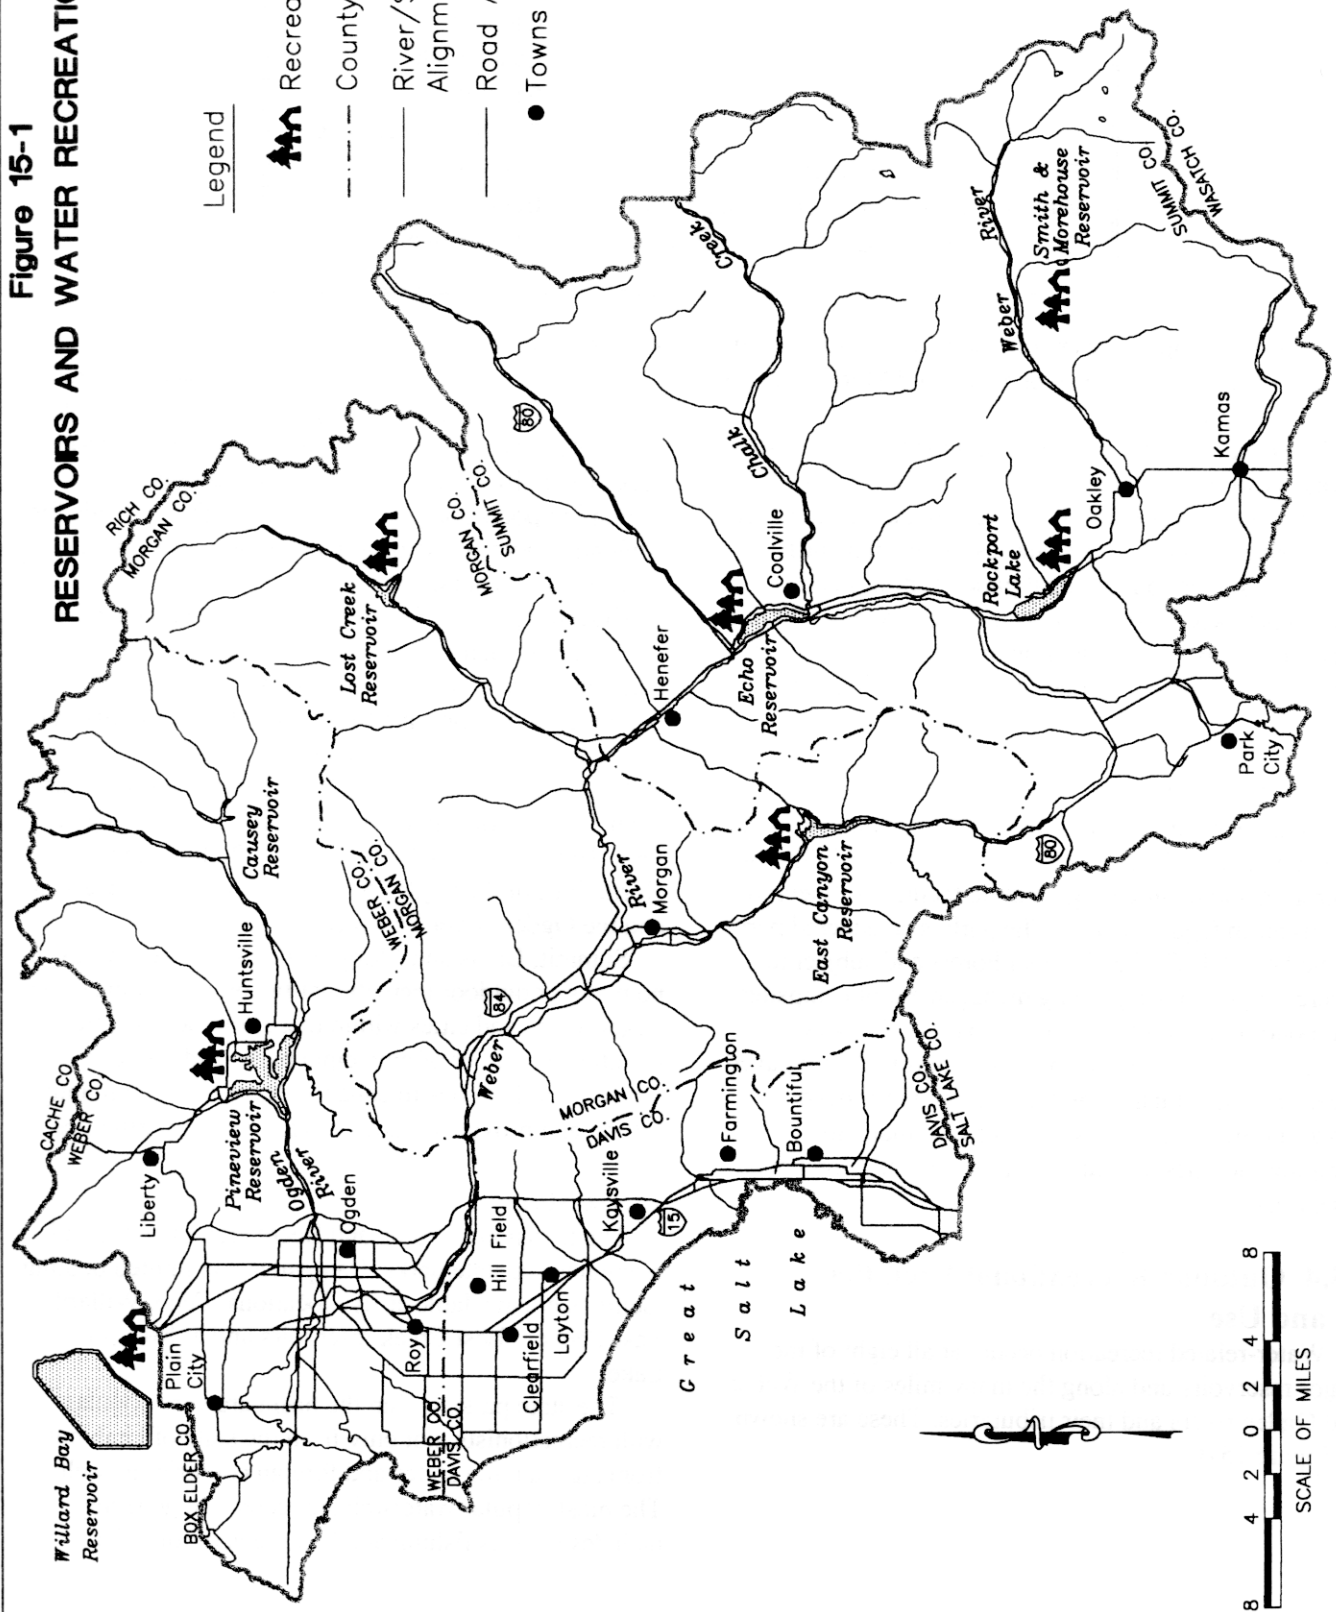 Figure 15-1
RESERVOIRS AND WATER RECREATIO
Legend
Recrea
County
River/S
Alignm
Road /
Towns
Willard Bay
Reservoir
BOX ELDER CO.
Plain
City
CACHE CO.
WEBER CO.
Liberty
Pineview
Reservoir
Huntsville
Ogden
River
Ogden
Causey
Reservoir
RICH CO.
MORGAN CO.
Lost Creek
Reservoir
WEBER CO.
MORGAN CO.
MORGAN CO.
SUMMIT CO.
80
Roy
WEBER CO.
DAVIS CO.
Hill Field
Clearfield
Layton
Kaysville
15
Weber
84
River
Morgan
MORGAN CO.
DAVIS CO.
Farmington
Bountiful
DAVIS CO.
SALT LAKE CO.
Great
Salt
Lake
Henefer
Echo
Reservoir
Coalville
Chalk
Creek
East Canyon
Reservoir
80
Park
City
Rockport
Lake
Oakley
Kamas
Weber
River
Smith &
Morehouse
Reservoir
SUMMIT CO.
WASATCH CO.
8 4 2 0 2 4 8
SCALE OF MILES